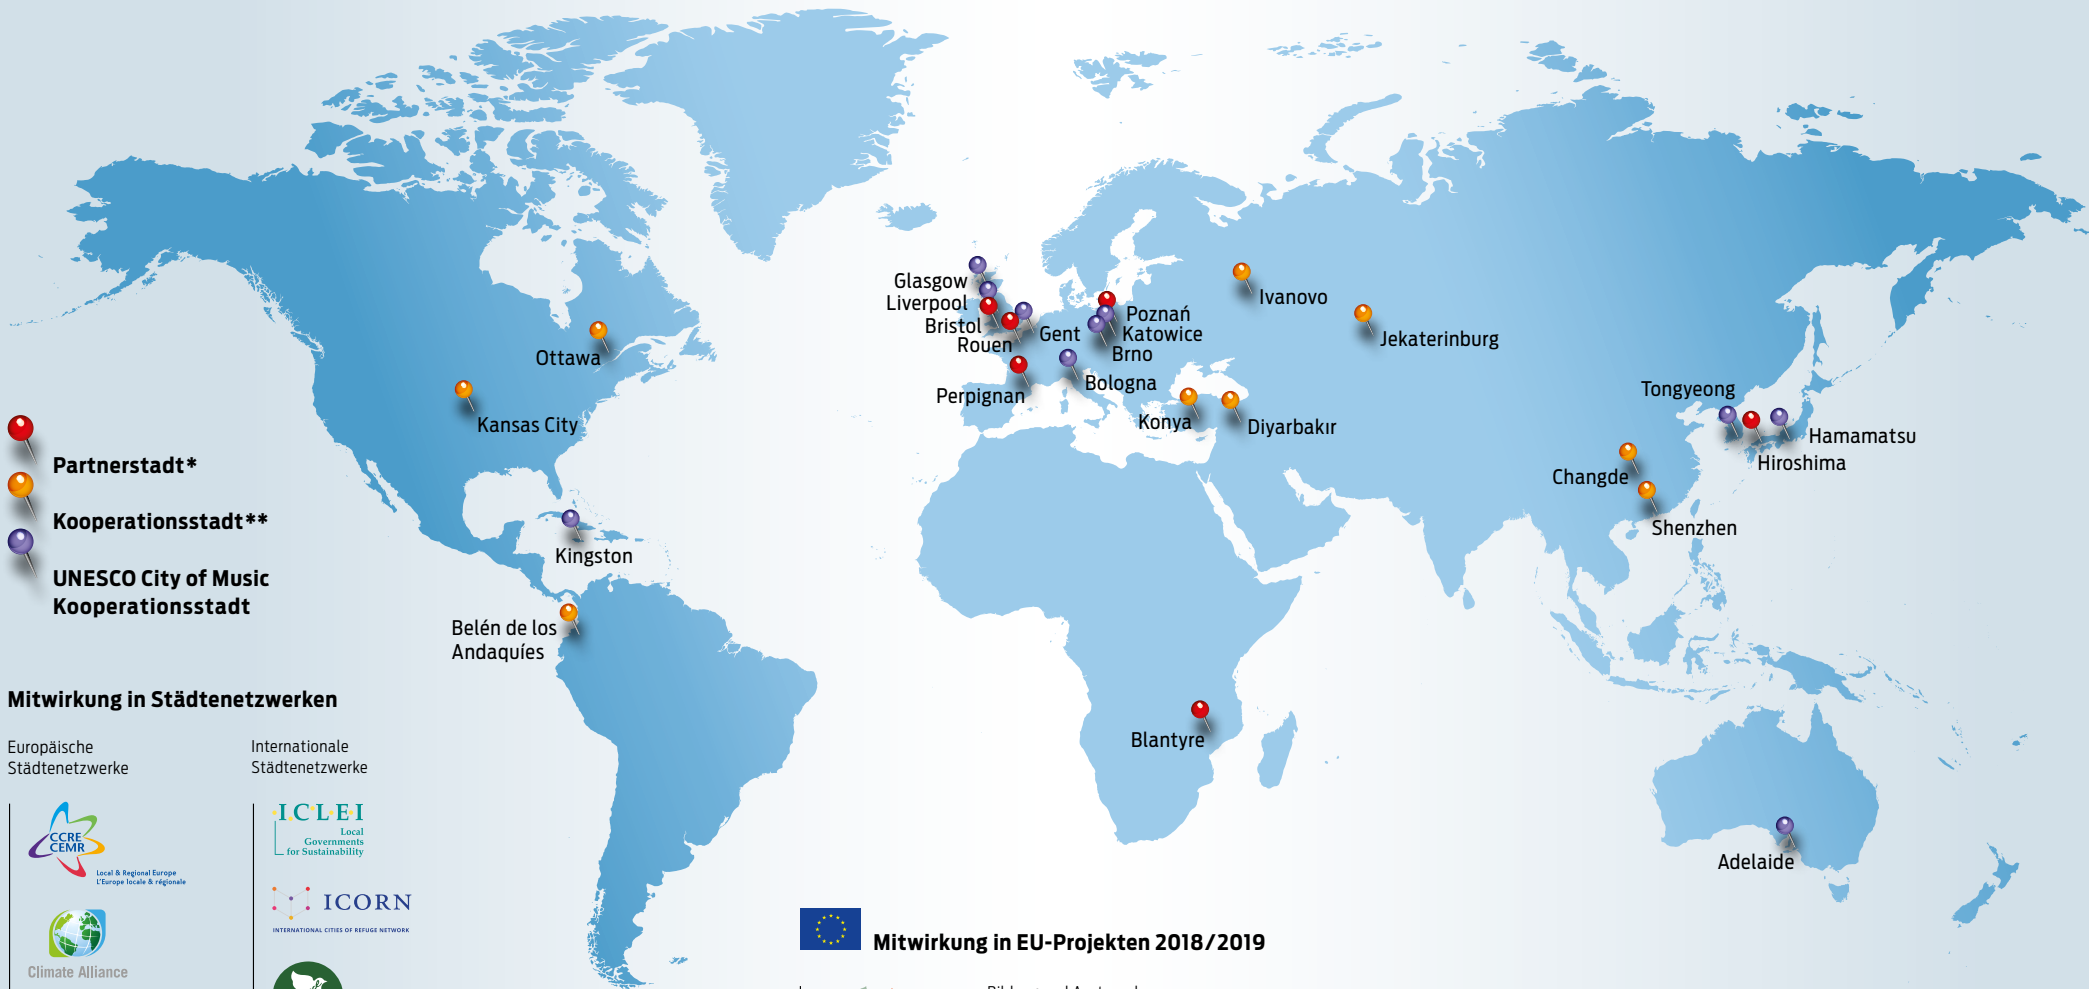 Glasgow
Liverpool
Bristol
Rouen
Gent
Poznań
Katowice
Brno
Bologna
Perpignan
Ivanovo
Jekaterinburg
Konya
Diyarbakır
Ottawa
Kansas City
Kingston
Belén de los
Andaquíes
Blantyre
Tongyeong
Hamamatsu
Hiroshima
Changde
Shenzhen
Adelaide
Partnerstadt*
Kooperationsstadt**
UNESCO City of Music
Kooperationsstadt
Mitwirkung in Städtenetzwerken
Europäische
Städtenetzwerke
CCRE
CEMR
Local & Regional Europe
L'Europe locale & régionale
Climate Alliance
Internationale
Städtenetzwerke
I.C.L.E.I
Local
Governments
for Sustainability
ICORN
INTERNATIONAL CITIES OF REFUGE NETWORK
Mitwirkung in EU-Projekten 2018/2019